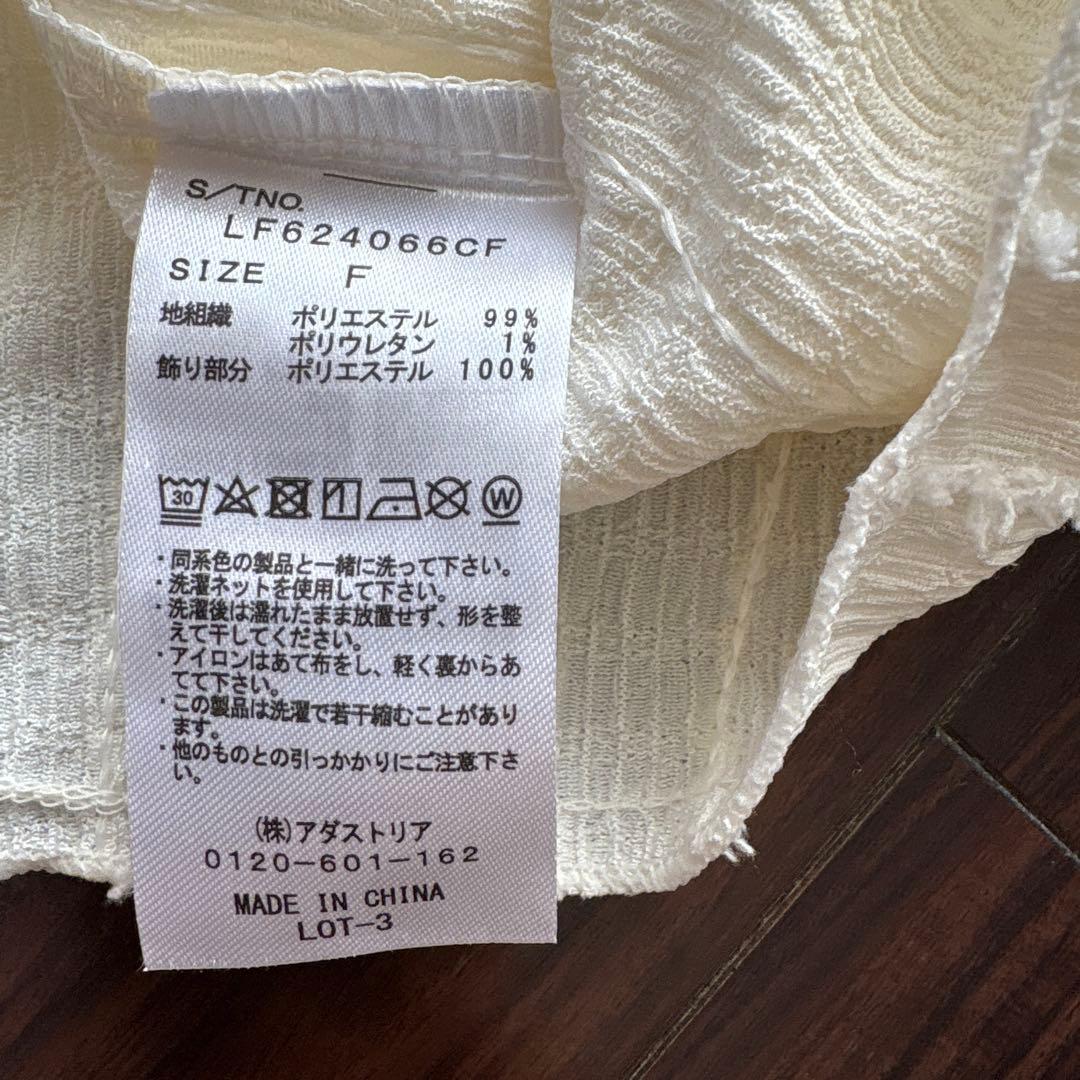 S/TNO.
LF624066CF
SIZE F
地組織 ポリエステル 99%
ポリウレタン 1%
飾り部分 ポリエステル 100%
30 W
・同系色の製品と一緒に洗って下さい。
・洗濯ネットを使用して下さい。
・洗濯後は濡れたまま放置せず、形を整
えて干してください。
・アイロンはあて布をし、軽く裏からあ
てて下さい。
・この製品は洗濯で若干縮むことがあり
ます。
・他のものとの引っかかりにご注意下さ
い。
(株)アダストリア
0120-601-162
MADE IN CHINA
LOT-3